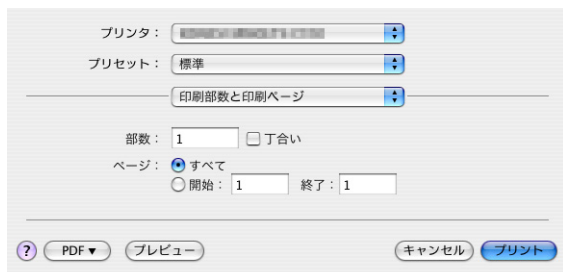 プリンタ：
プリセット： 標準
印刷部数と印刷ページ
部数： 1 丁合い
ページ： すべて
開始： 1 終了： 1
? PDF▼ プレビュー キャンセル プリント